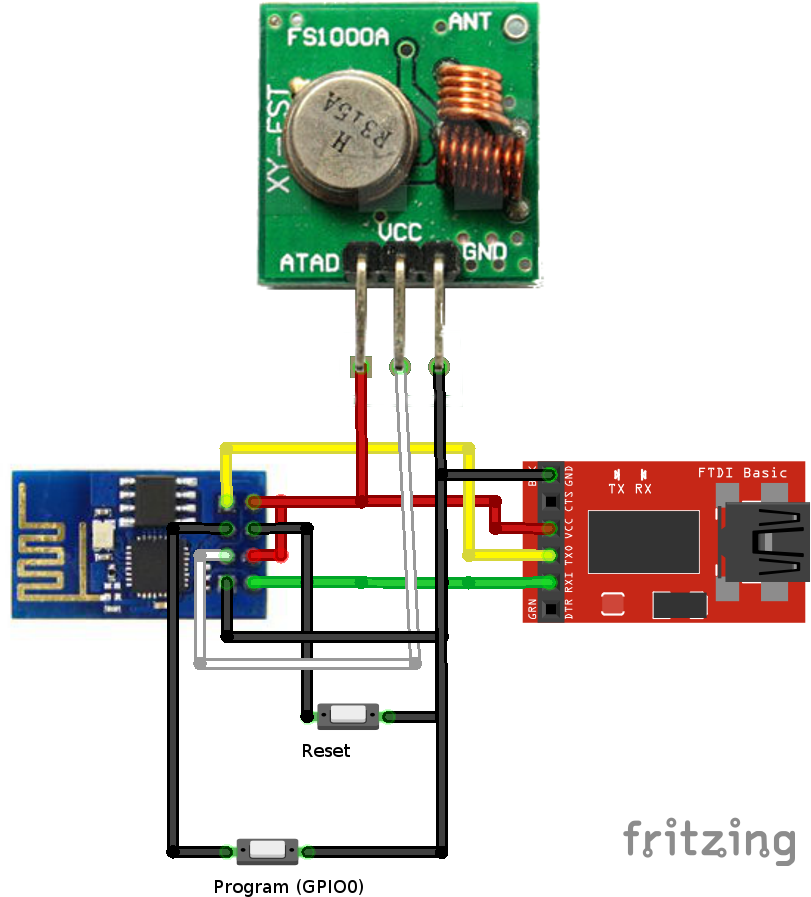 FS1000A
ANT
XY-FST
H
R315A
VCC
ATAD
GND
BLK
GND
CTS
VCC
TXO
RXI
DTR
GRN
TX RX
FTDI Basic
Reset
Program (GPIO0)
fritzing